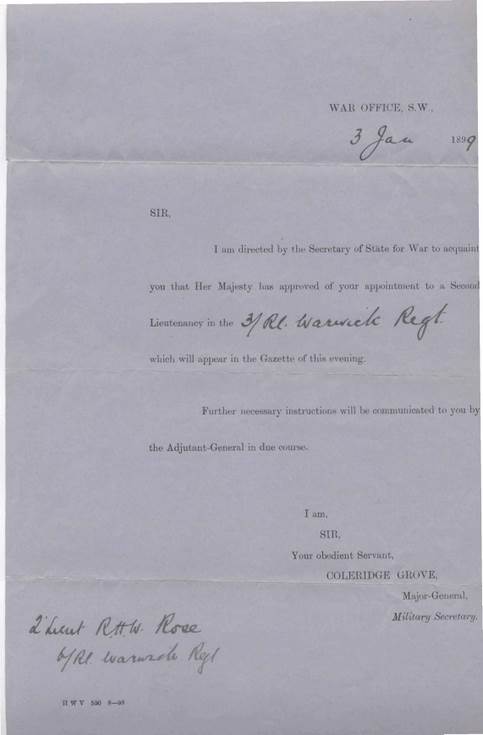 WAR OFFICE, S.W.,
3 Jan 1899
SIR,
I am directed by the Secretary of State for War to acquaint
you that Her Majesty has approved of your appointment to a Second
Lieutenancy in the 3/Rl. Warwick Regt.
which will appear in the Gazette of this evening.
Further necessary instructions will be communicated to you by
the Adjutant-General in due course.
I am,
SIR,
Your obedient Servant,
COLERIDGE GROVE,
Major-General,
Military Secretary.
2' Lieut R.H.W. Rose
Rl. Warwick Regt
H W V 550 8—98